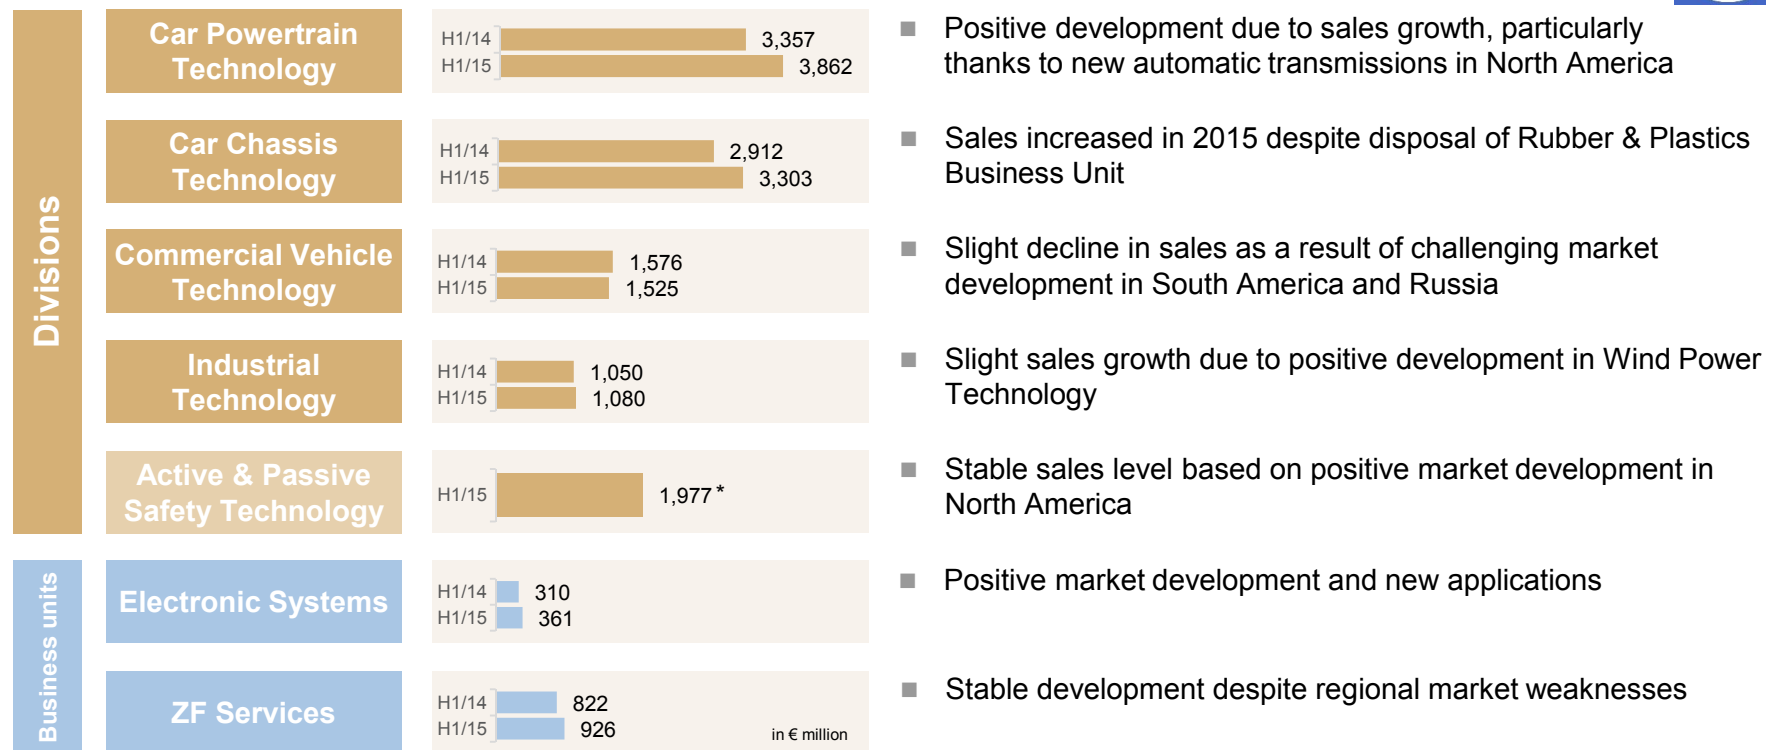 Divisions
Car Powertrain
Technology
H1/14 3,357
H1/15 3,862
Positive development due to sales growth, particularly
thanks to new automatic transmissions in North America
Car Chassis
Technology
H1/14 2,912
H1/15 3,303
Sales increased in 2015 despite disposal of Rubber & Plastics
Business Unit
Commercial Vehicle
Technology
H1/14 1,576
H1/15 1,525
Slight decline in sales as a result of challenging market
development in South America and Russia
Industrial
Technology
H1/14 1,050
H1/15 1,080
Slight sales growth due to positive development in Wind Power
Technology
Active & Passive
Safety Technology
H1/15 1,977 *
Stable sales level based on positive market development in
North America
Business units
Electronic Systems
H1/14 310
H1/15 361
Positive market development and new applications
ZF Services
H1/14 822
H1/15 926
in € million
Stable development despite regional market weaknesses